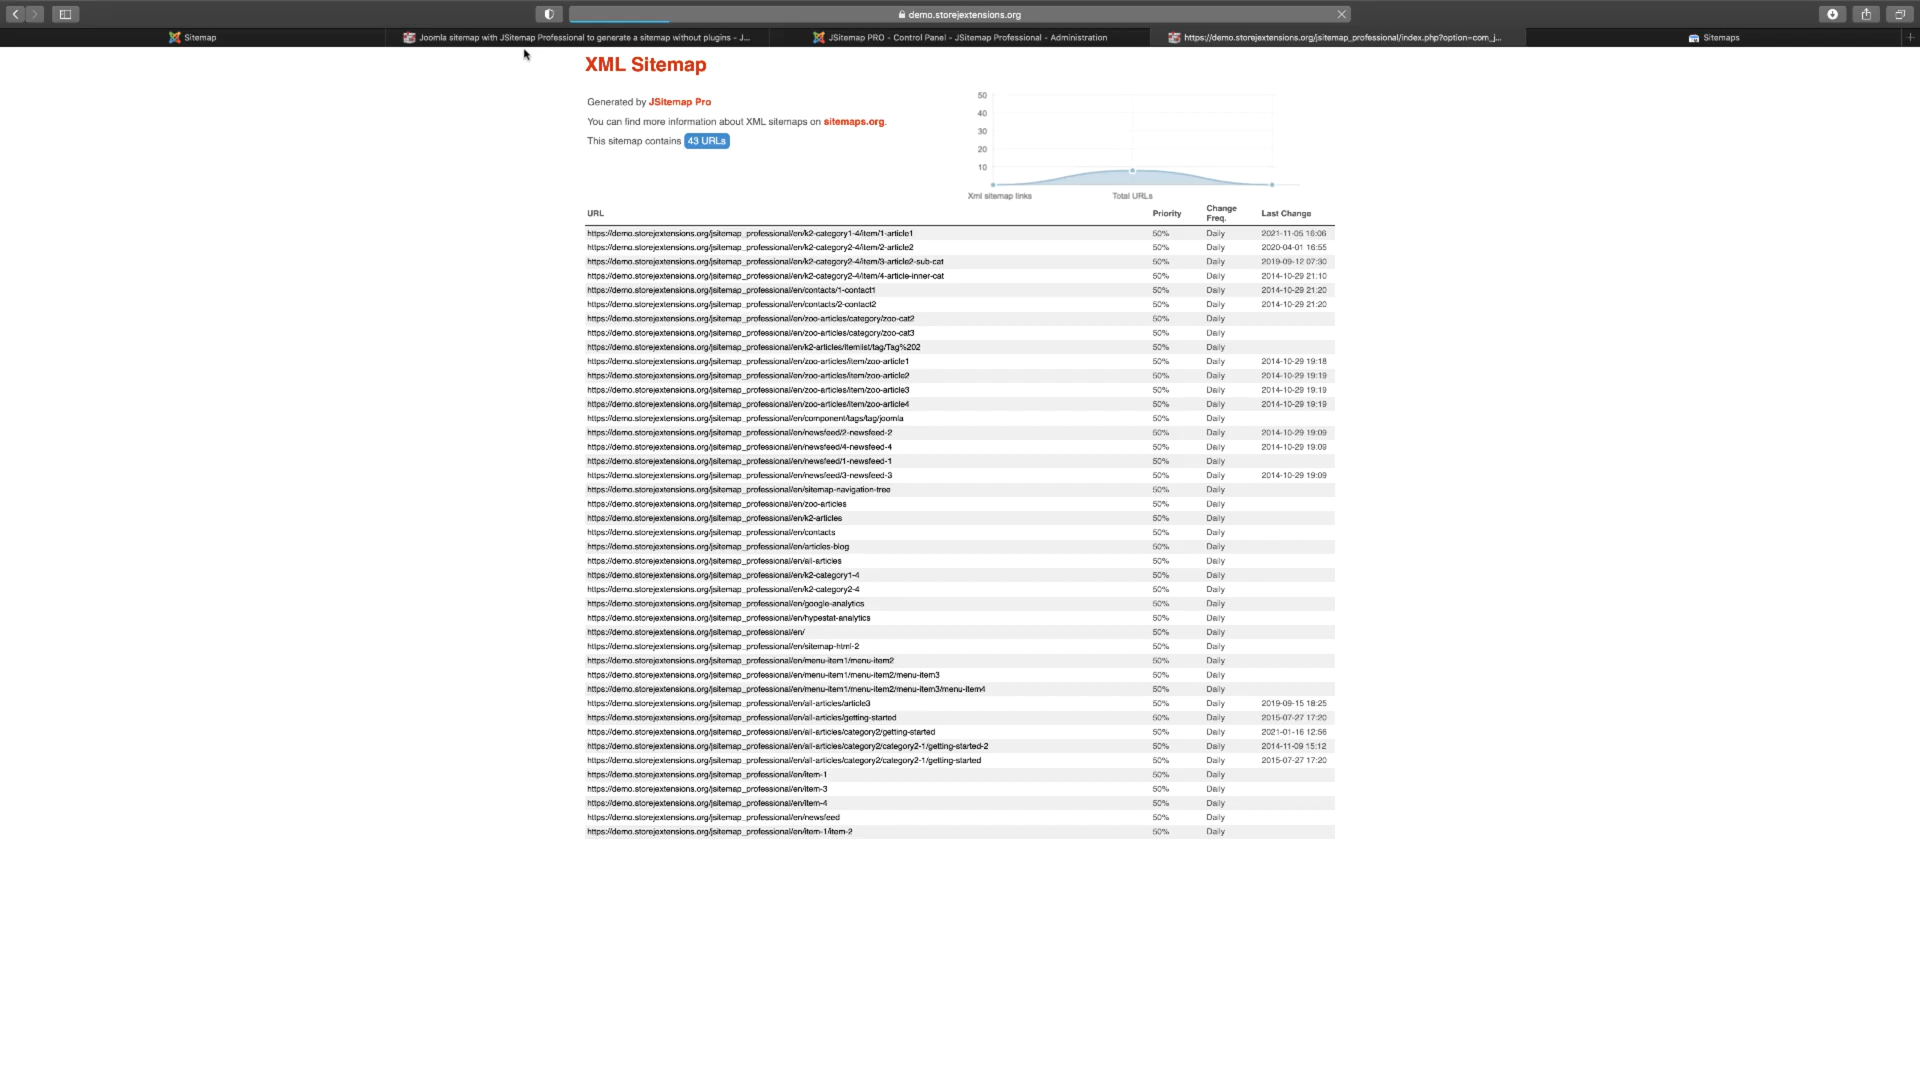 demo.storejextensions.org
Sitemap
Joomla sitemap with JSitemap Professional to generate a sitemap without plugins - J...
JSitemap PRO - Control Panel - JSitemap Professional - Administration
https://demo.storejextensions.org/jsitemap_professional/index.php?option=com_j...
Sitemaps
XML Sitemap
Generated by JSitemap Pro
You can find more information about XML sitemaps on sitemaps.org.
This sitemap contains 43 URLs
50
40
30
20
10
Xml sitemap links Total URLs
URL Priority Change Freq. Last Change
https://demo.storejextensions.org/jsitemap_professional/en/k2-category1-4/item/1-article1 50% Daily 2021-11-05 16:06
https://demo.storejextensions.org/jsitemap_professional/en/k2-category2-4/item/2-article2 50% Daily 2020-04-01 16:55
https://demo.storejextensions.org/jsitemap_professional/en/k2-category2-4/item/3-article2-sub-cat 50% Daily 2019-09-12 07:30
https://demo.storejextensions.org/jsitemap_professional/en/k2-category2-4/item/4-article-inner-cat 50% Daily 2014-10-29 21:10
https://demo.storejextensions.org/jsitemap_professional/en/contacts/1-contact1 50% Daily 2014-10-29 21:20
https://demo.storejextensions.org/jsitemap_professional/en/contacts/2-contact2 50% Daily 2014-10-29 21:20
https://demo.storejextensions.org/jsitemap_professional/en/zoo-articles/category/zoo-cat2 50% Daily
https://demo.storejextensions.org/jsitemap_professional/en/zoo-articles/category/zoo-cat3 50% Daily
https://demo.storejextensions.org/jsitemap_professional/en/k2-articles/itemlist/tag/Tag%202 50% Daily
https://demo.storejextensions.org/jsitemap_professional/en/zoo-articles/item/zoo-article1 50% Daily 2014-10-29 19:18
https://demo.storejextensions.org/jsitemap_professional/en/zoo-articles/item/zoo-article2 50% Daily 2014-10-29 19:19
https://demo.storejextensions.org/jsitemap_professional/en/zoo-articles/item/zoo-article3 50% Daily 2014-10-29 19:19
https://demo.storejextensions.org/jsitemap_professional/en/zoo-articles/item/zoo-article4 50% Daily 2014-10-29 19:19
https://demo.storejextensions.org/jsitemap_professional/en/component/tags/tag/joomla 50% Daily
https://demo.storejextensions.org/jsitemap_professional/en/newsfeed/2-newsfeed-2 50% Daily 2014-10-29 19:09
https://demo.storejextensions.org/jsitemap_professional/en/newsfeed/4-newsfeed-4 50% Daily 2014-10-29 19:09
https://demo.storejextensions.org/jsitemap_professional/en/newsfeed/1-newsfeed-1 50% Daily
https://demo.storejextensions.org/jsitemap_professional/en/newsfeed/3-newsfeed-3 50% Daily 2014-10-29 19:09
https://demo.storejextensions.org/jsitemap_professional/en/sitemap-navigation-tree 50% Daily
https://demo.storejextensions.org/jsitemap_professional/en/zoo-articles 50% Daily
https://demo.storejextensions.org/jsitemap_professional/en/k2-articles 50% Daily
https://demo.storejextensions.org/jsitemap_professional/en/contacts 50% Daily
https://demo.storejextensions.org/jsitemap_professional/en/articles-blog 50% Daily
https://demo.storejextensions.org/jsitemap_professional/en/all-articles 50% Daily
https://demo.storejextensions.org/jsitemap_professional/en/k2-category1-4 50% Daily
https://demo.storejextensions.org/jsitemap_professional/en/k2-category2-4 50% Daily
https://demo.storejextensions.org/jsitemap_professional/en/google-analytics 50% Daily
https://demo.storejextensions.org/jsitemap_professional/en/hypestat-analytics 50% Daily
https://demo.storejextensions.org/jsitemap_professional/en/ 50% Daily
https://demo.storejextensions.org/jsitemap_professional/en/sitemap-html-2 50% Daily
https://demo.storejextensions.org/jsitemap_professional/en/menu-item1/menu-item2 50% Daily
https://demo.storejextensions.org/jsitemap_professional/en/menu-item1/menu-item2/menu-item3 50% Daily
https://demo.storejextensions.org/jsitemap_professional/en/menu-item1/menu-item2/menu-item3/menu-item4 50% Daily
https://demo.storejextensions.org/jsitemap_professional/en/all-articles/article3 50% Daily 2019-09-15 18:25
https://demo.storejextensions.org/jsitemap_professional/en/all-articles/getting-started 50% Daily 2015-07-27 17:20
https://demo.storejextensions.org/jsitemap_professional/en/all-articles/category2/getting-started 50% Daily 2021-01-16 12:56
https://demo.storejextensions.org/jsitemap_professional/en/all-articles/category2/category2-1/getting-started-2 50% Daily 2014-11-09 15:12
https://demo.storejextensions.org/jsitemap_professional/en/all-articles/category2/category2-1/getting-started 50% Daily 2015-07-27 17:20
https://demo.storejextensions.org/jsitemap_professional/en/item-1 50% Daily
https://demo.storejextensions.org/jsitemap_professional/en/item-3 50% Daily
https://demo.storejextensions.org/jsitemap_professional/en/item-4 50% Daily
https://demo.storejextensions.org/jsitemap_professional/en/newsfeed 50% Daily
https://demo.storejextensions.org/jsitemap_professional/en/item-1/item-2 50% Daily